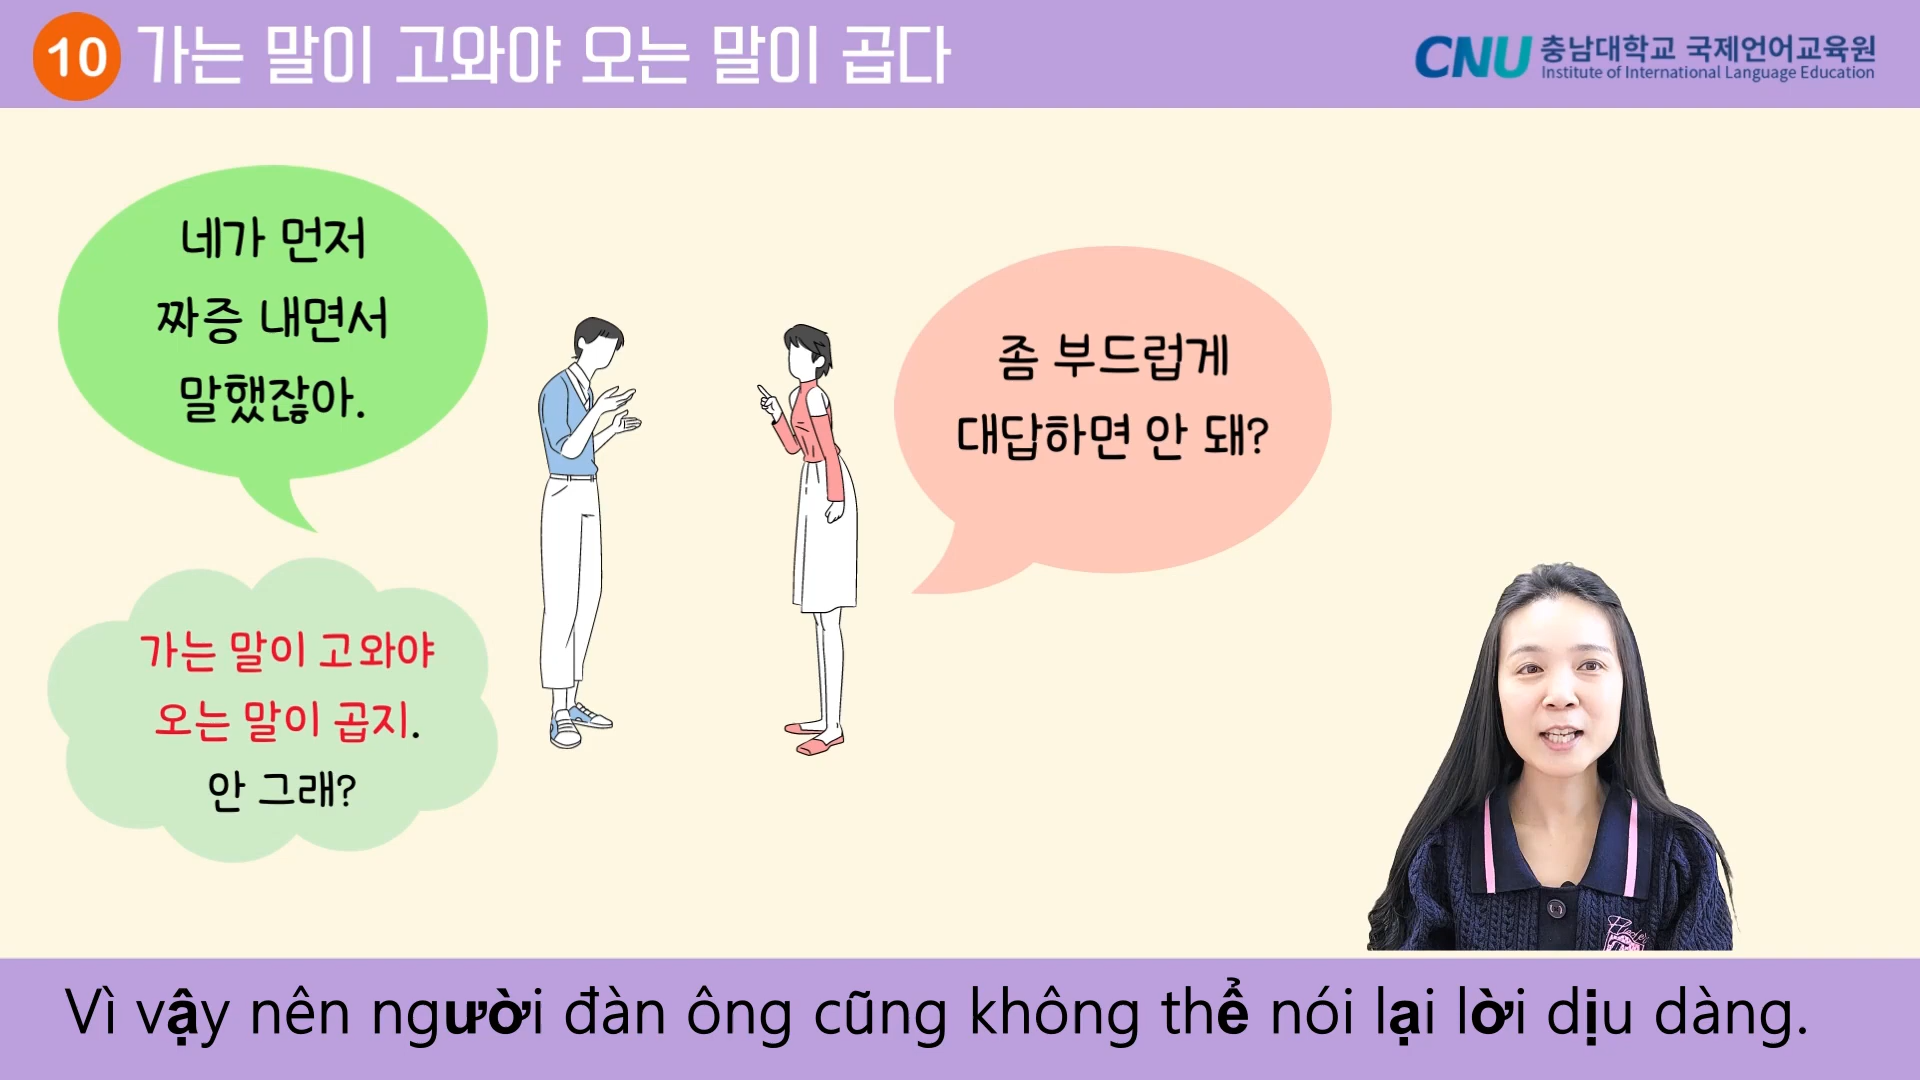 10 가는 말이 고와야 오는 말이 곱다
CNU 충남대학교 국제언어교육원
Institute of International Language Education
네가 먼저
짜증 내면서
말했잖아.
좀 부드럽게
대답하면 안 돼?
가는 말이 고와야
오는 말이 곱지.
안 그래?
Vì vậy nên người đàn ông cũng không thể nói lại lời dịu dàng.